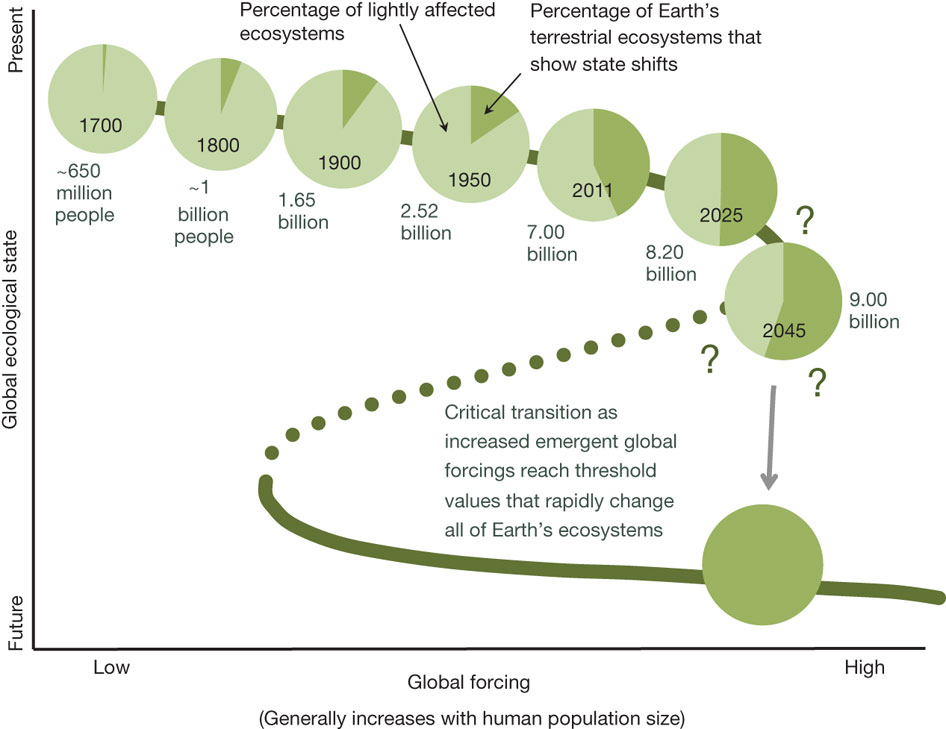 Percentage of lightly affected
ecosystems
Percentage of Earth’s
terrestrial ecosystems that
show state shifts
Present
Global ecological state
Future
1700
~650
million
people
1800
~1
billion
people
1900
1.65
billion
1950
2.52
billion
2011
7.00
billion
2025
8.20
billion
?
2045
9.00
billion
?
?
Critical transition as
increased emergent global
forcings reach threshold
values that rapidly change
all of Earth’s ecosystems
Low
High
Global forcing
(Generally increases with human population size)